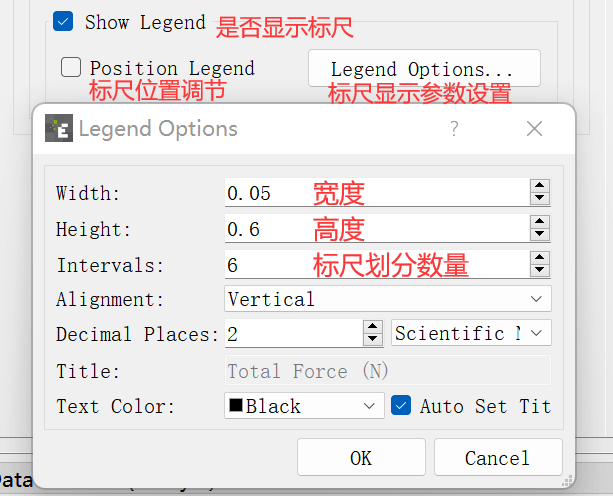 Show Legend 是否显示标尺
Position Legend Legend Options...
标尺位置调节 标尺显示参数设置
E Legend Options ?
Width: 0.05 宽度
Height: 0.6 高度
Intervals: 6 标尺划分数量
Alignment: Vertical
Decimal Places: 2 Scientific
Title: Total Force (N)
Text Color: Black Auto Set Tit
OK Cancel
Data